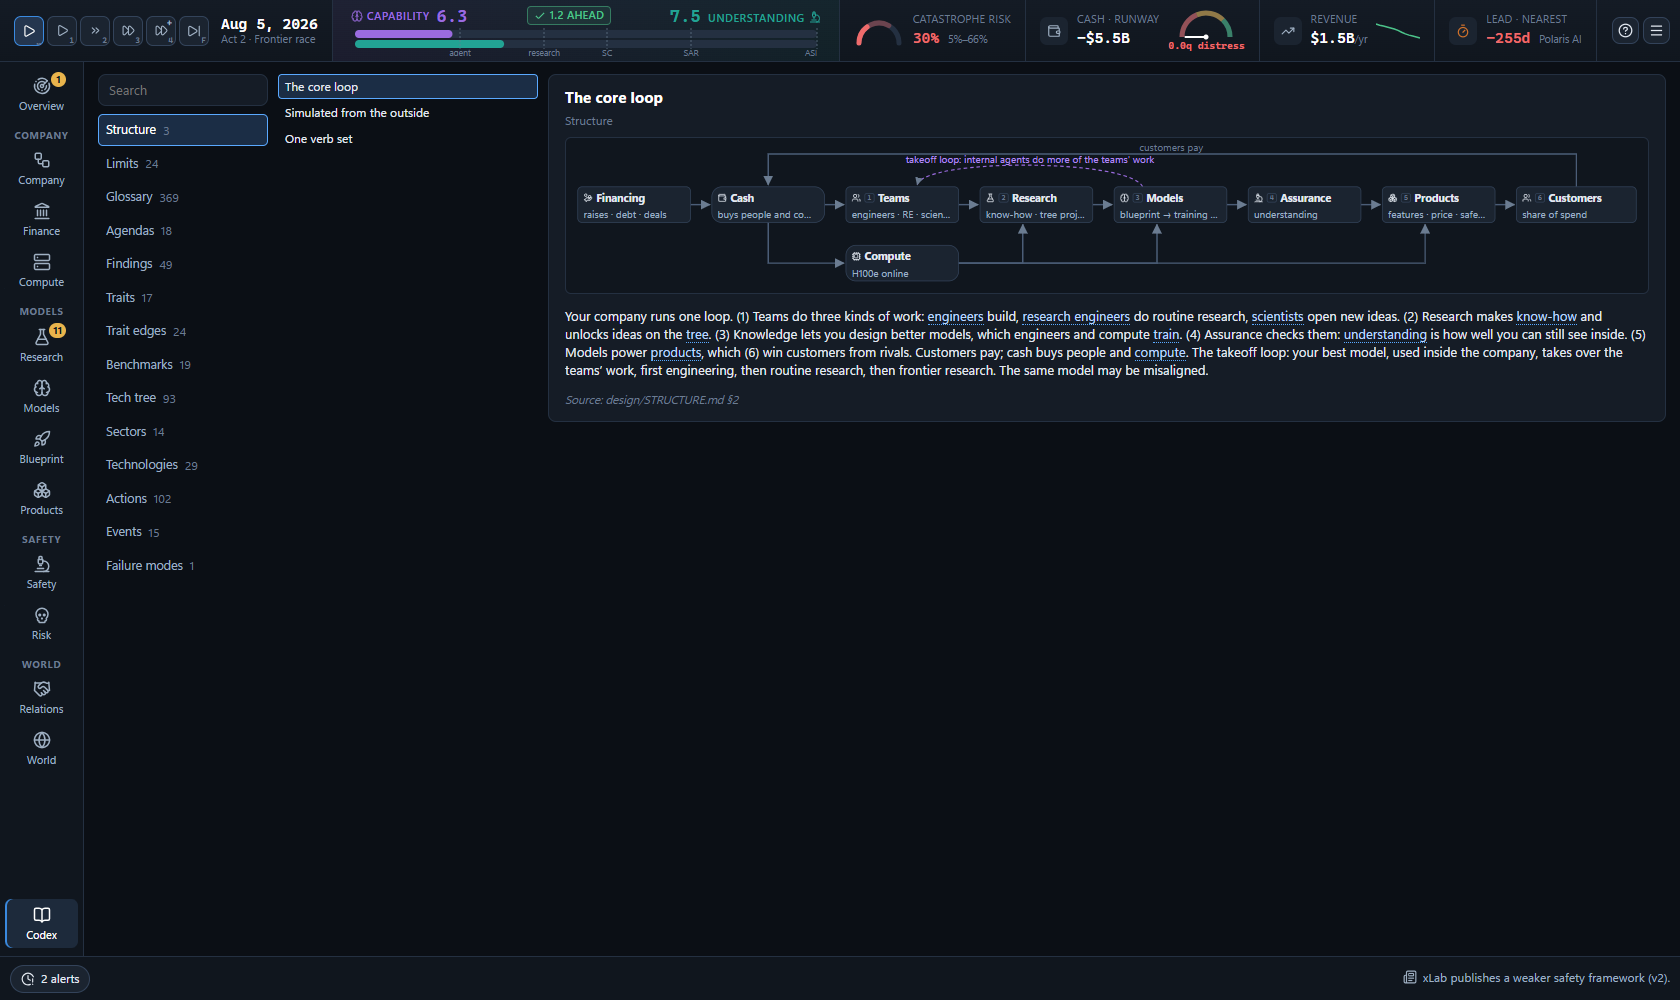 1
2
3
4
F
Aug 5, 2026
Act 2 · Frontier race
CAPABILITY 6.3
1.2 AHEAD
7.5 UNDERSTANDING
agent research SC SAR ASI
CATASTROPHE RISK
30% 5%–66%
CASH · RUNWAY
−$5.5B
0.0q distress
REVENUE
$1.5B/yr
LEAD · NEAREST
−255d Polaris AI
1
Overview
COMPANY
Company
Finance
Compute
MODELS
11
Research
Models
Blueprint
Products
SAFETY
Safety
Risk
WORLD
Relations
World
Codex
Search
Structure 3
Limits 24
Glossary 369
Agendas 18
Findings 49
Traits 17
Trait edges 24
Benchmarks 19
Tech tree 93
Sectors 14
Technologies 29
Actions 102
Events 15
Failure modes 1
The core loop
Simulated from the outside
One verb set
The core loop
Structure
customers pay
takeoff loop: internal agents do more of the teams' work
Financing
raises · debt · deals
Cash
buys people and co...
1 Teams
engineers · RE · scien...
2 Research
know-how · tree proj...
3 Models
blueprint → training ...
4 Assurance
understanding
5 Products
features · price · safe...
6 Customers
share of spend
Compute
H100e online
Your company runs one loop. (1) Teams do three kinds of work: engineers build, research engineers do routine research, scientists open new ideas. (2) Research makes know-how and
unlocks ideas on the tree. (3) Knowledge lets you design better models, which engineers and compute train. (4) Assurance checks them: understanding is how well you can still see inside. (5)
Models power products, which (6) win customers from rivals. Customers pay; cash buys people and compute. The takeoff loop: your best model, used inside the company, takes over the
teams' work, first engineering, then routine research, then frontier research. The same model may be misaligned.
Source: design/STRUCTURE.md §2
2 alerts
xLab publishes a weaker safety framework (v2).